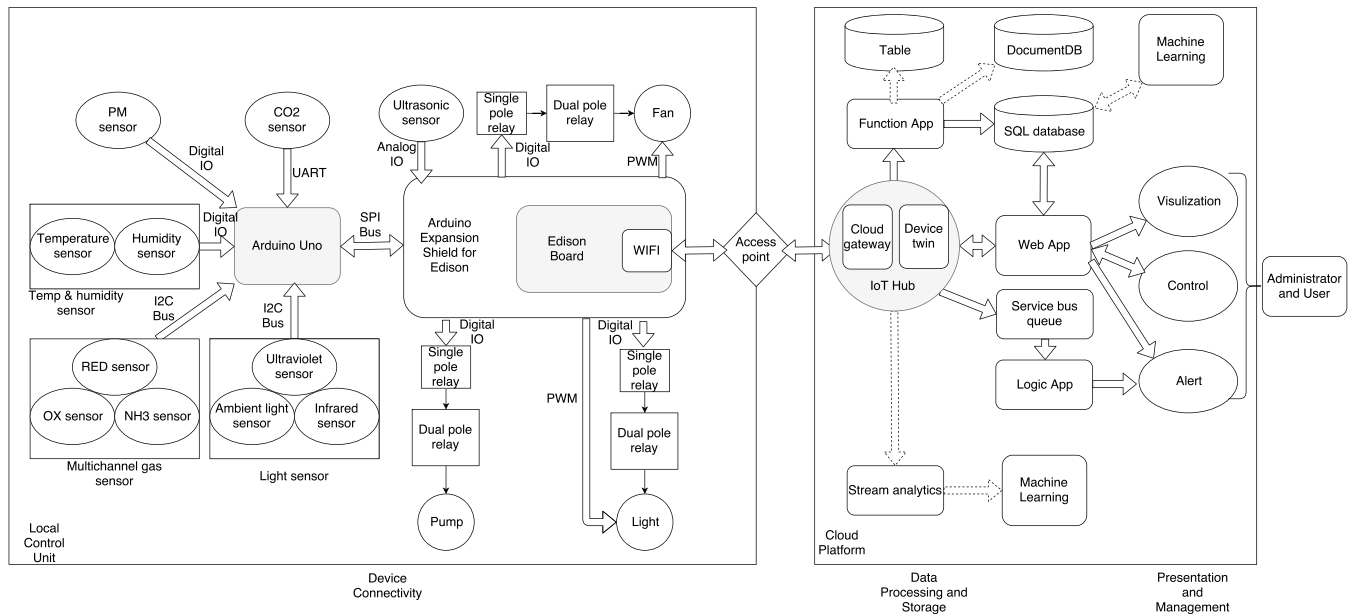 PM
sensor
CO2
sensor
Ultrasonic
sensor
Single
pole
relay
Dual pole
relay
Fan
Digital
IO
UART
Analog
IO
Digital
IO
PWM
Temperature
sensor
Humidity
sensor
Digital
IO
Temp & humidity
sensor
Arduino Uno
SPI
Bus
Arduino
Expansion
Shield for
Edison
Edison
Board
WIFI
Access
point
I2C
Bus
I2C
Bus
RED sensor
OX sensor
NH3 sensor
Multichannel gas
sensor
Ultraviolet
sensor
Ambient light
sensor
Infrared
sensor
Light sensor
Digital
IO
Single
pole
relay
Dual pole
relay
Pump
PWM
Digital
IO
Single
pole
relay
Dual pole
relay
Light
Local
Control
Unit
Device
Connectivity
Table
DocumentDB
Machine
Learning
Function App
SQL database
Cloud
gateway
Device
twin
IoT Hub
Web App
Visulization
Control
Alert
Administrator
and User
Service bus
queue
Logic App
Stream analytics
Machine
Learning
Cloud
Platform
Data
Processing and
Storage
Presentation
and
Management